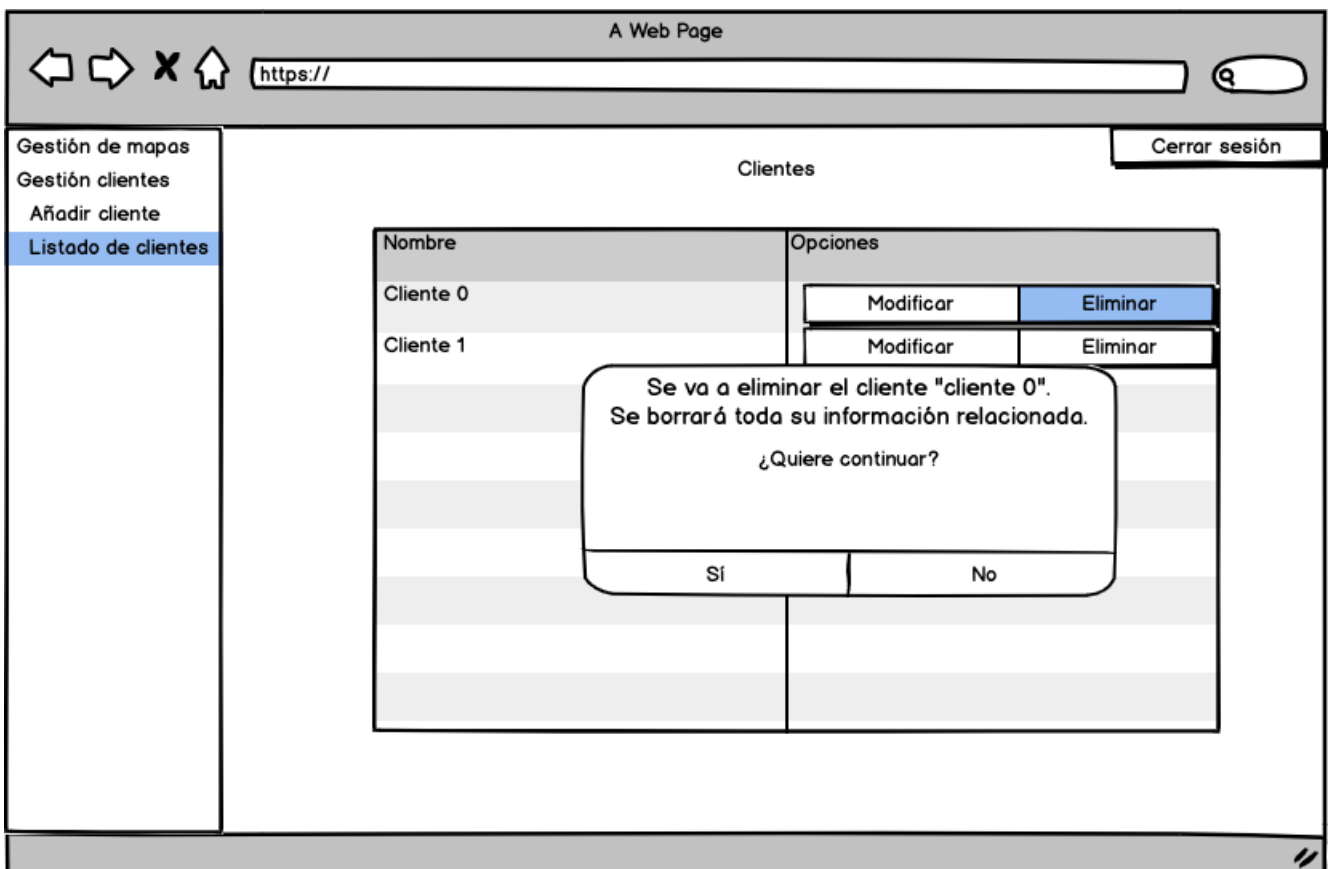 A Web Page
https://
Gestión de mapas
Gestión clientes
Añadir cliente
Listado de clientes
Cerrar sesión
Clientes
Nombre Opciones
Cliente 0 Modificar Eliminar
Cliente 1 Modificar Eliminar
Se va a eliminar el cliente "cliente 0".
Se borrará toda su información relacionada.
¿Quiere continuar?
Sí No